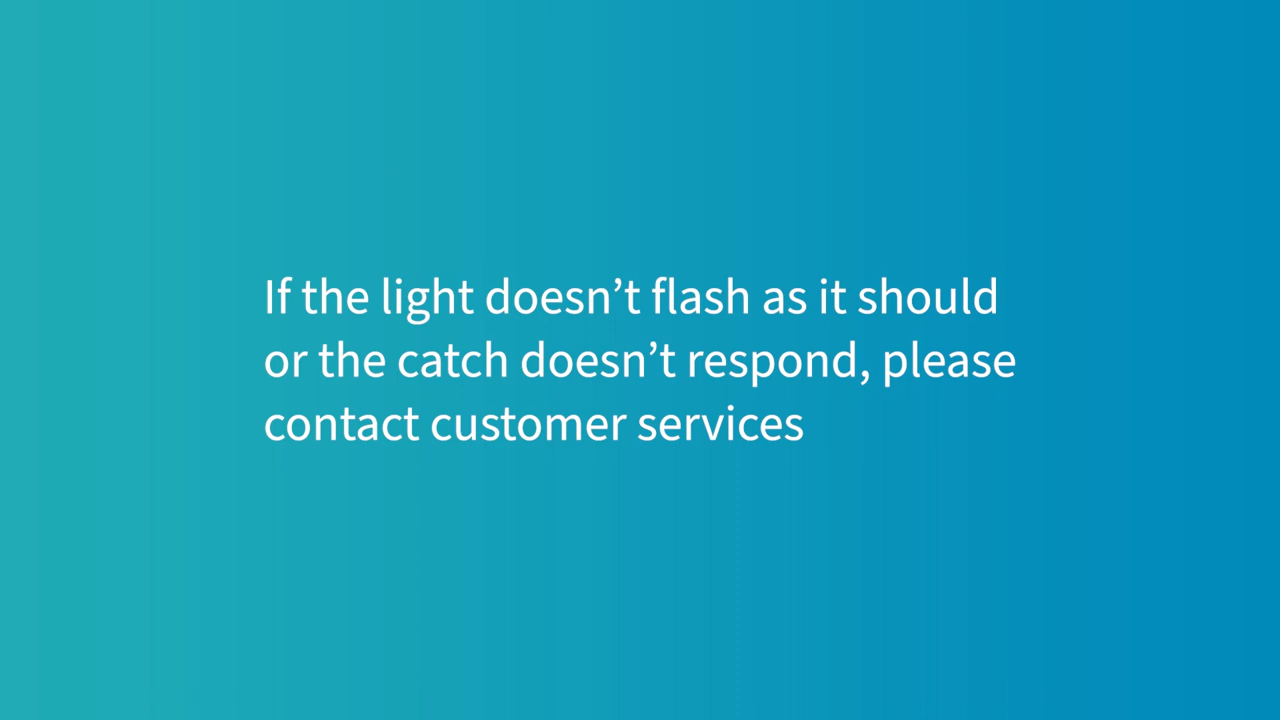 If the light doesn’t flash as it should
or the catch doesn’t respond, please
contact customer services